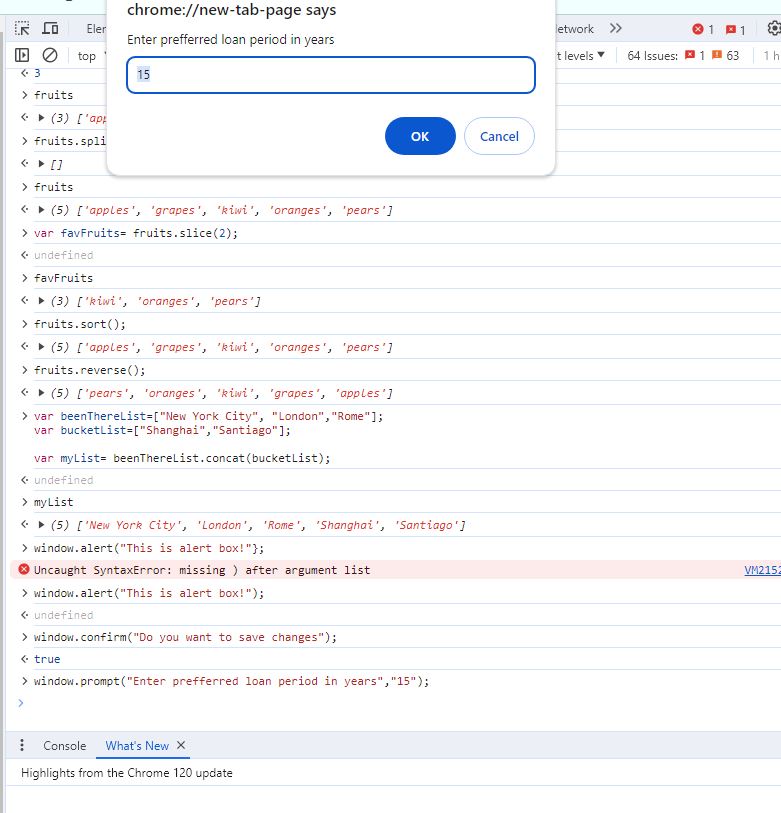 chrome://new-tab-page says
Enter prefferred loan period in years
15
OK
Cancel
top
64 Issues: 1 63
1 h
1 1
3
fruits
(3) ['app
fruits.spli
[]
fruits
(5) ['apples', 'grapes', 'kiwi', 'oranges', 'pears']
var favFruits= fruits.slice(2);
undefined
favFruits
(3) ['kiwi', 'oranges', 'pears']
fruits.sort();
(5) ['apples', 'grapes', 'kiwi', 'oranges', 'pears']
fruits.reverse();
(5) ['pears', 'oranges', 'kiwi', 'grapes', 'apples']
var beenThereList=["New York City", "London","Rome"];
var bucketList=["Shanghai","Santiago"];
var myList= beenThereList.concat(bucketList);
undefined
myList
(5) ['New York City', 'London', 'Rome', 'Shanghai', 'Santiago']
window.alert("This is alert box!"};
Uncaught SyntaxError: missing ) after argument list VM2152
window.alert("This is alert box!");
undefined
window.confirm("Do you want to save changes");
true
window.prompt("Enter prefferred loan period in years","15");
Console What's New
Highlights from the Chrome 120 update